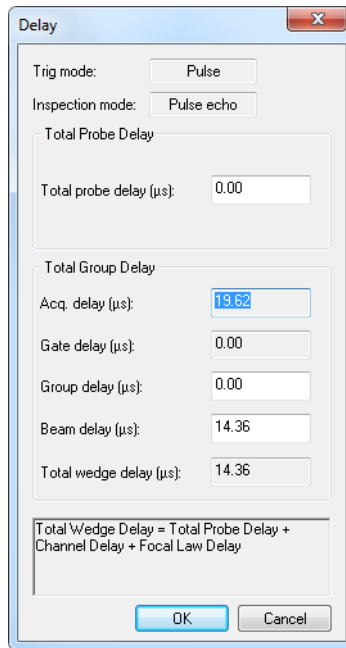 Delay
Trig mode: Pulse
Inspection mode: Pulse echo
Total Probe Delay
Total probe delay (µs): 0.00
Total Group Delay
Acq. delay (µs): 19.62
Gate delay (µs): 0.00
Group delay (µs): 0.00
Beam delay (µs): 14.36
Total wedge delay (µs): 14.36
Total Wedge Delay = Total Probe Delay +
Channel Delay + Focal Law Delay
OK Cancel